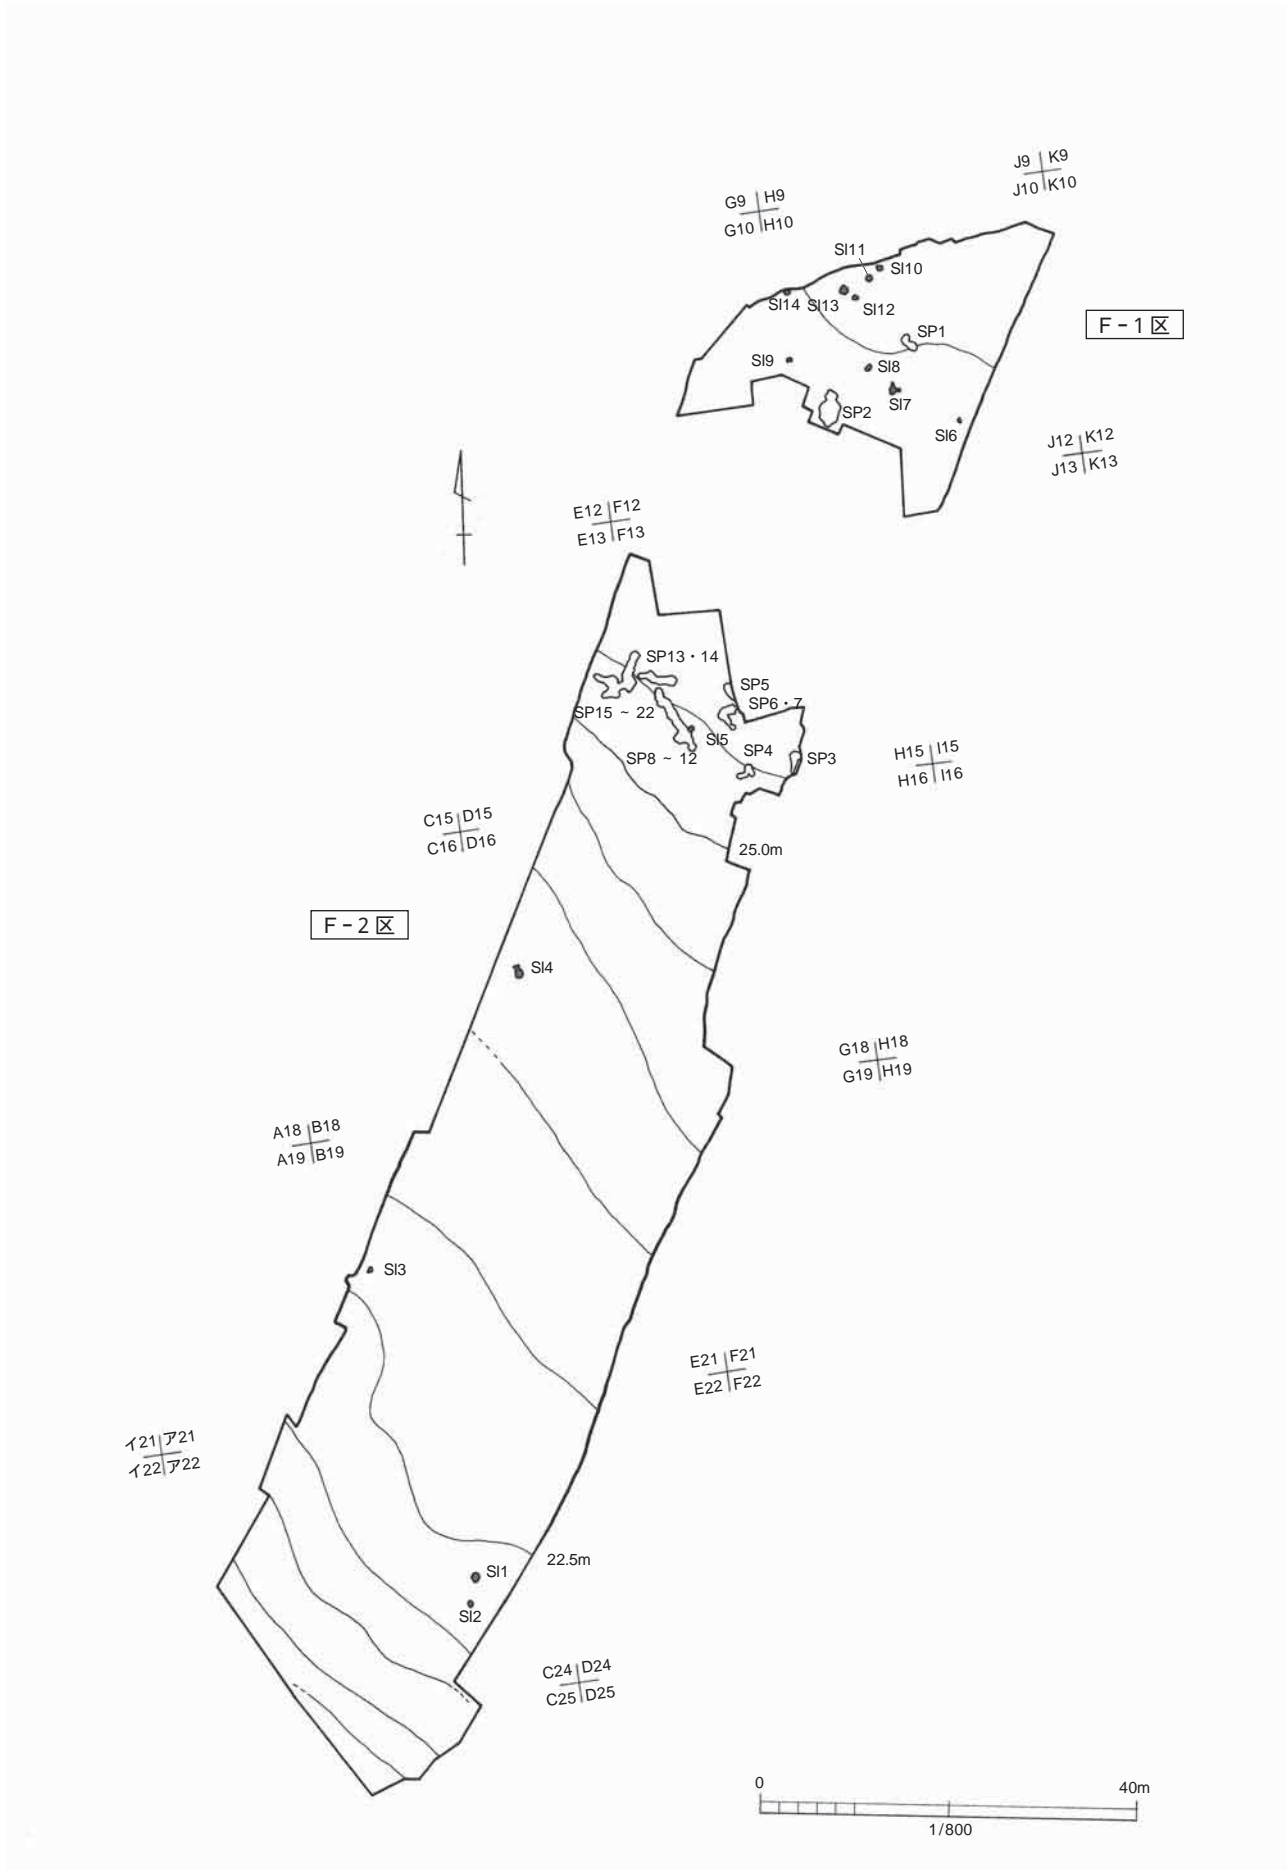 J9 K9
J10 K10
G9 H9
G10 H10
SI11
SI10
SI14 SI13
SI12
F-1区
SP1
SI9
SI8
SI7
SP2
SI6
J12 K12
J13 K13
E12 F12
E13 F13
SP13・14
SP5
SP6・7
SP15 ~ 22
SI5
SP8 ~ 12
SP4
SP3
H15 I15
H16 I16
C15 D15
C16 D16
25.0m
F-2区
SI4
G18 H18
G19 H19
A18 B18
A19 B19
SI3
E21 F21
E22 F22
イ21 ア21
イ22 ア22
22.5m
SI1
SI2
C24 D24
C25 D25
0
40m
1/800